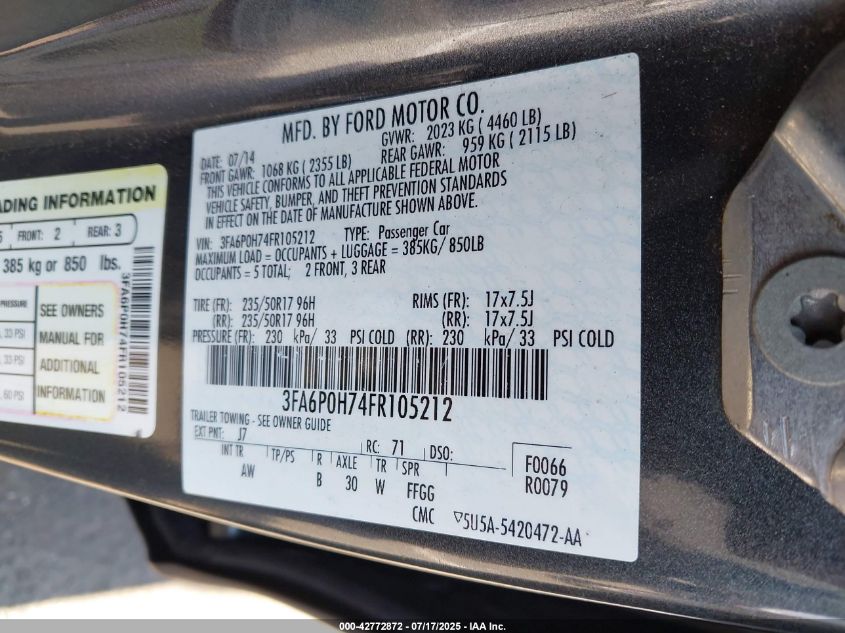 MFD. BY FORD MOTOR CO.
DATE: 07/14 GVWR: 2023 KG ( 4460 LB)
FRONT GAWR: 1068 KG ( 2355 LB) REAR GAWR: 959 KG ( 2115 LB)
THIS VEHICLE CONFORMS TO ALL APPLICABLE FEDERAL MOTOR
VEHICLE SAFETY, BUMPER, AND THEFT PREVENTION STANDARDS
IN EFFECT ON THE DATE OF MANUFACTURE SHOWN ABOVE.
VIN: 3FA6P0H74FR105212 TYPE: Passenger Car
MAXIMUM LOAD = OCCUPANTS + LUGGAGE = 385KG/ 850LB
OCCUPANTS = 5 TOTAL; 2 FRONT, 3 REAR
TIRE (FR): 235/50R17 96H RIMS (FR): 17x7.5J
(RR): 235/50R17 96H (RR): 17x7.5J
PRESSURE (FR): 230 kPa/ 33 PSI COLD (RR): 230 kPa/ 33 PSI COLD
3FA6P0H74FR105212
TRAILER TOWING - SEE OWNER GUIDE
EXT PNT: J7 RC: 71 DSO:
INT TR TP/PS R AXLE TR SPR F0066
AW B 30 W FFGG R0079
CMC 5U5A-5420472-AA
ADING INFORMATION
FRONT: 2 REAR: 3
385 kg or 850 lbs.
PRESSURE SEE OWNERS
, 33 PSI MANUAL FOR
, 33 PSI ADDITIONAL
, 60 PSI INFORMATION
3FA6P0H74FR105212
000-42772872 - 07/17/2025 - IAA Inc.